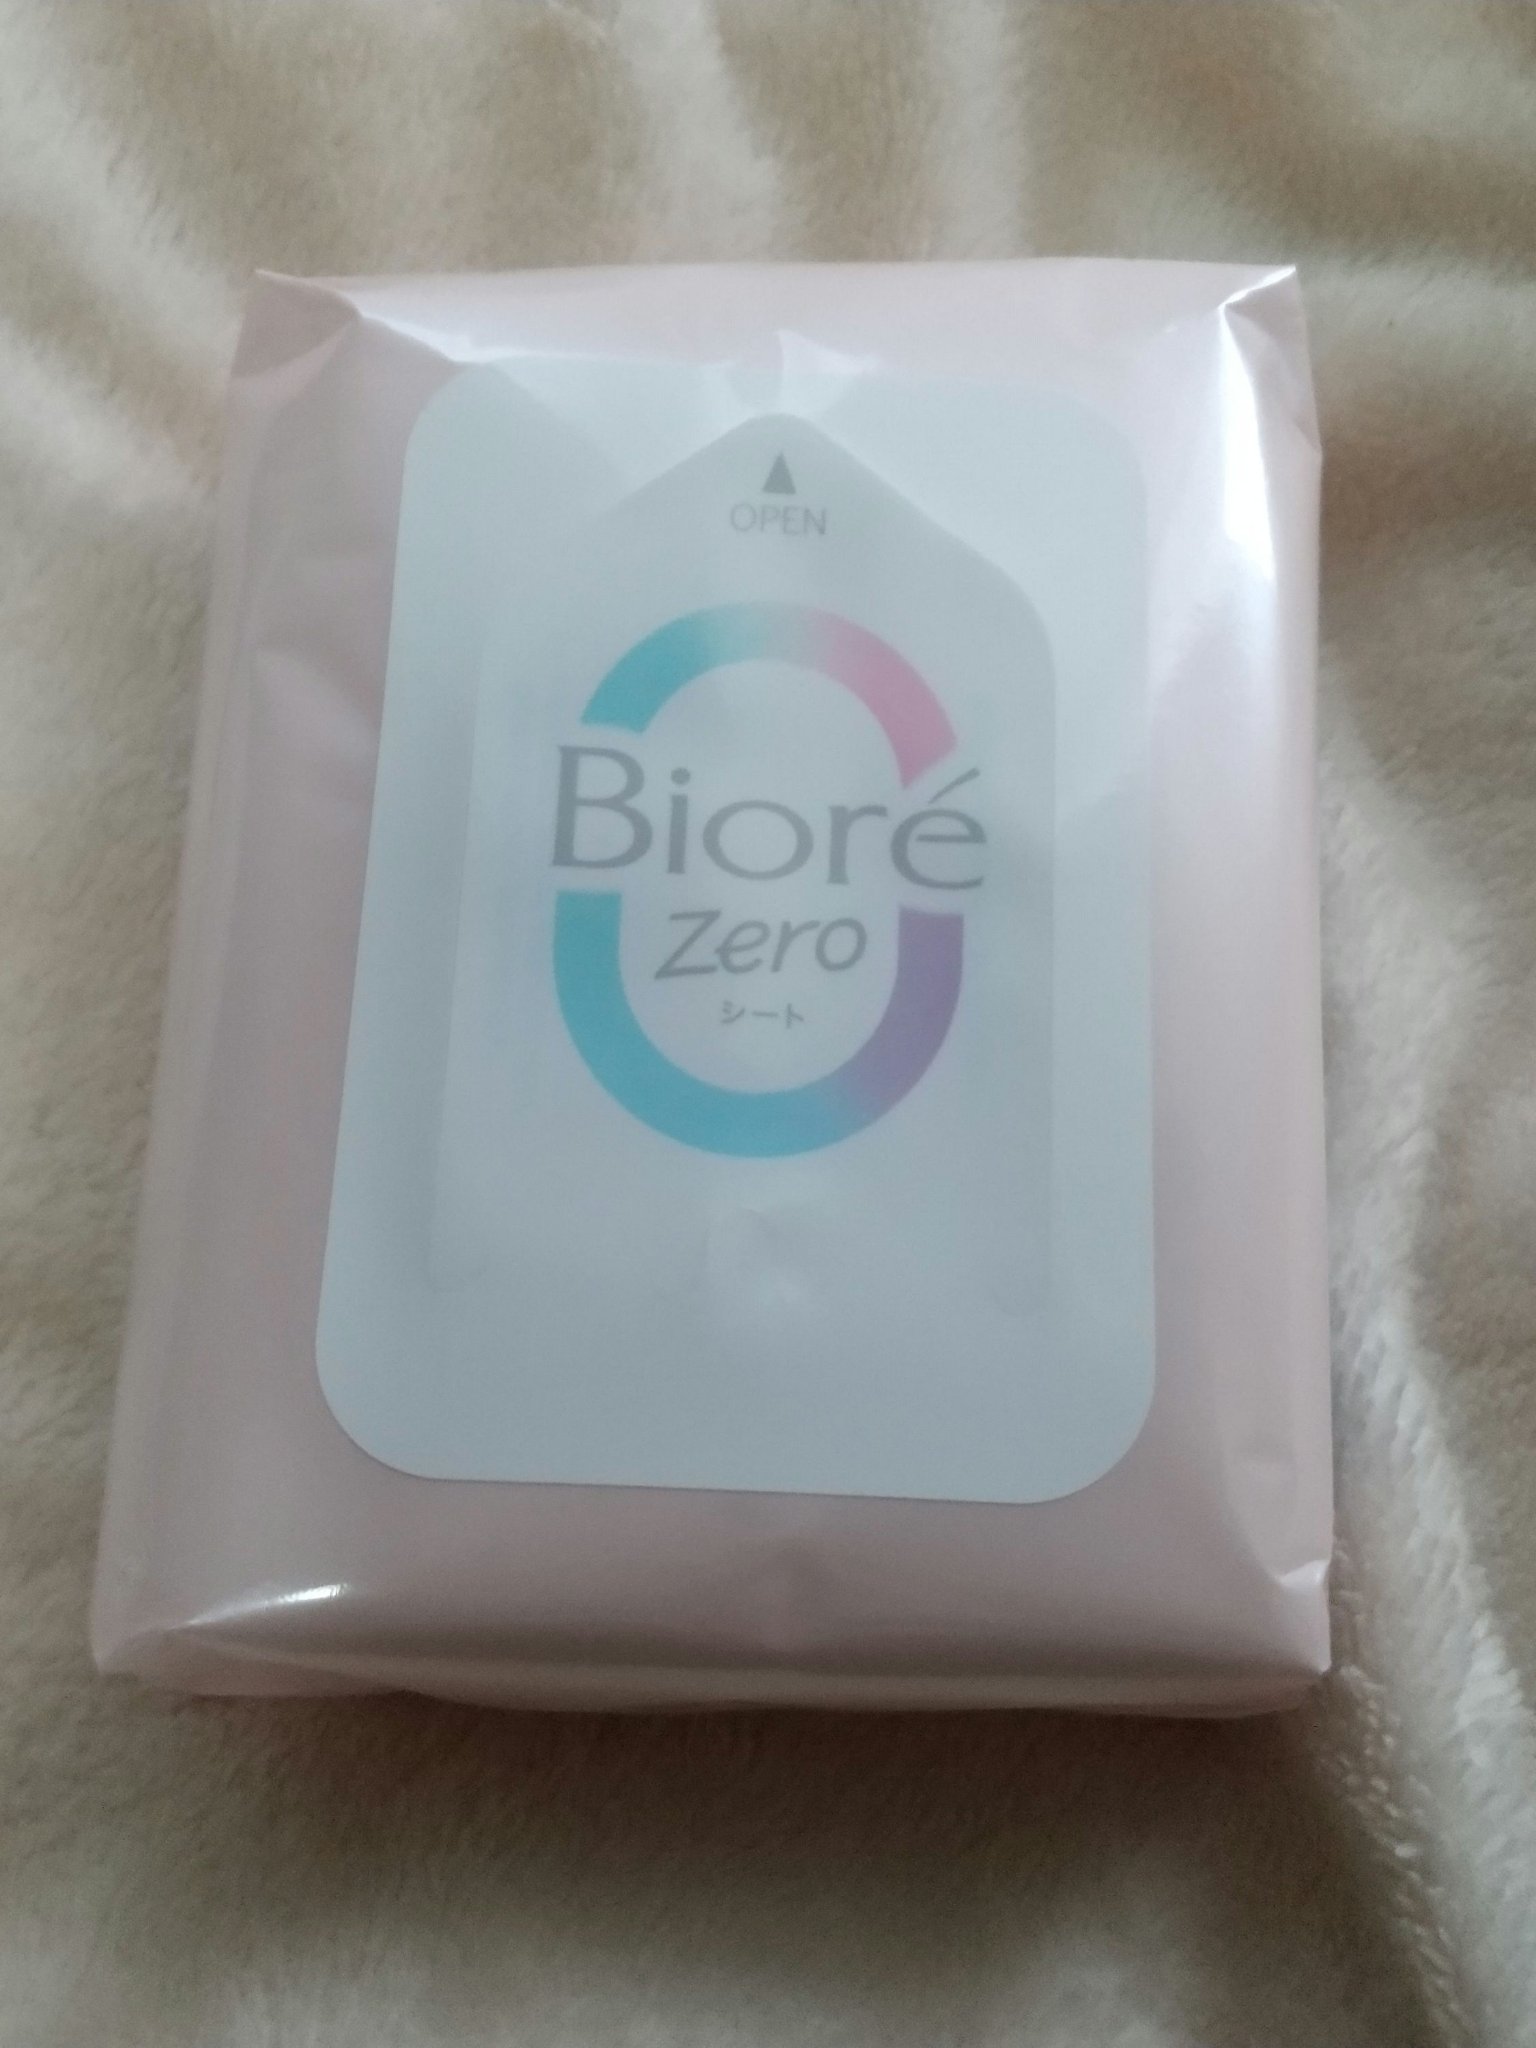 ▲
OPEN
Bioré
Zero
シート